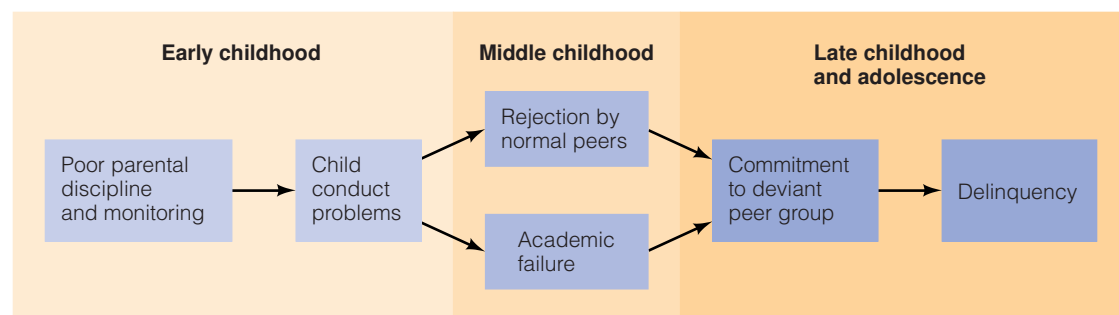 Early childhood
Middle childhood
Late childhood
and adolescence
Poor parental
discipline
and monitoring
Child
conduct
problems
Rejection by
normal peers
Academic
failure
Commitment
to deviant
peer group
Delinquency